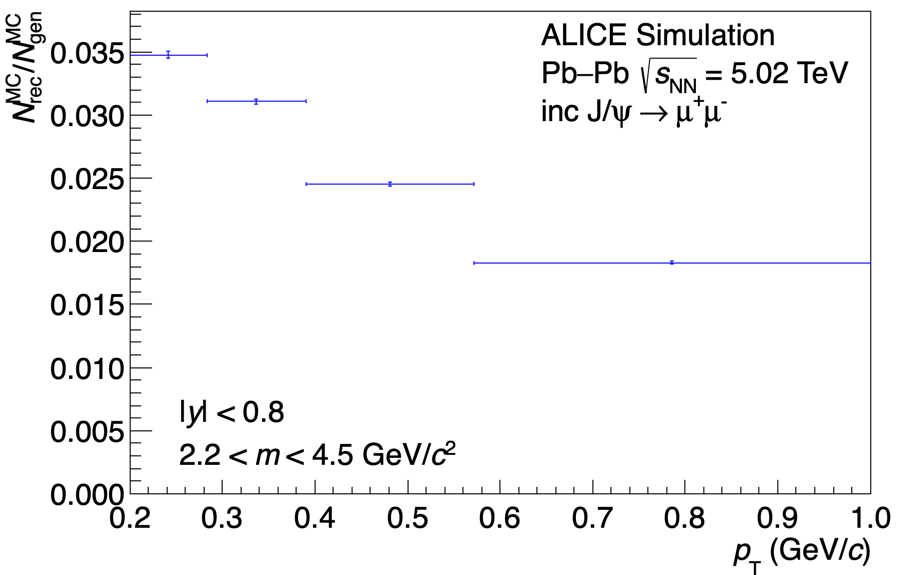 N^MC_rec/N^MC_gen
ALICE Simulation
Pb–Pb √s_NN = 5.02 TeV
inc J/ψ → μ⁺μ⁻
0.035
0.030
0.025
0.020
0.015
0.010
0.005
0.000
|y| < 0.8
2.2 < m < 4.5 GeV/c²
0.2 0.3 0.4 0.5 0.6 0.7 0.8 0.9 1.0
p_T (GeV/c)